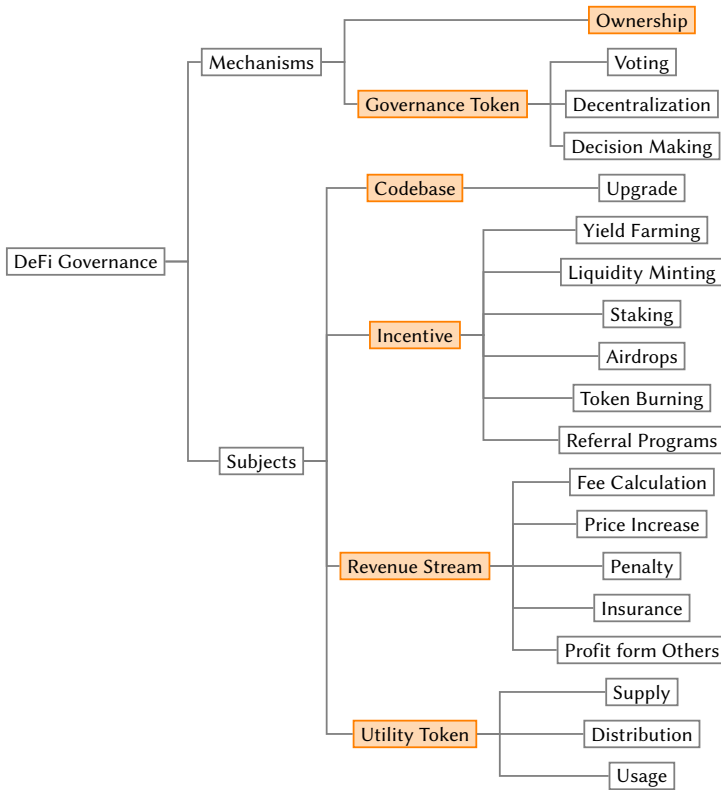 Ownership
Mechanisms
Voting
Governance Token
Decentralization
Decision Making
Codebase
Upgrade
Yield Farming
DeFi Governance
Liquidity Minting
Staking
Incentive
Airdrops
Token Burning
Referral Programs
Subjects
Fee Calculation
Price Increase
Revenue Stream
Penalty
Insurance
Profit form Others
Supply
Utility Token
Distribution
Usage